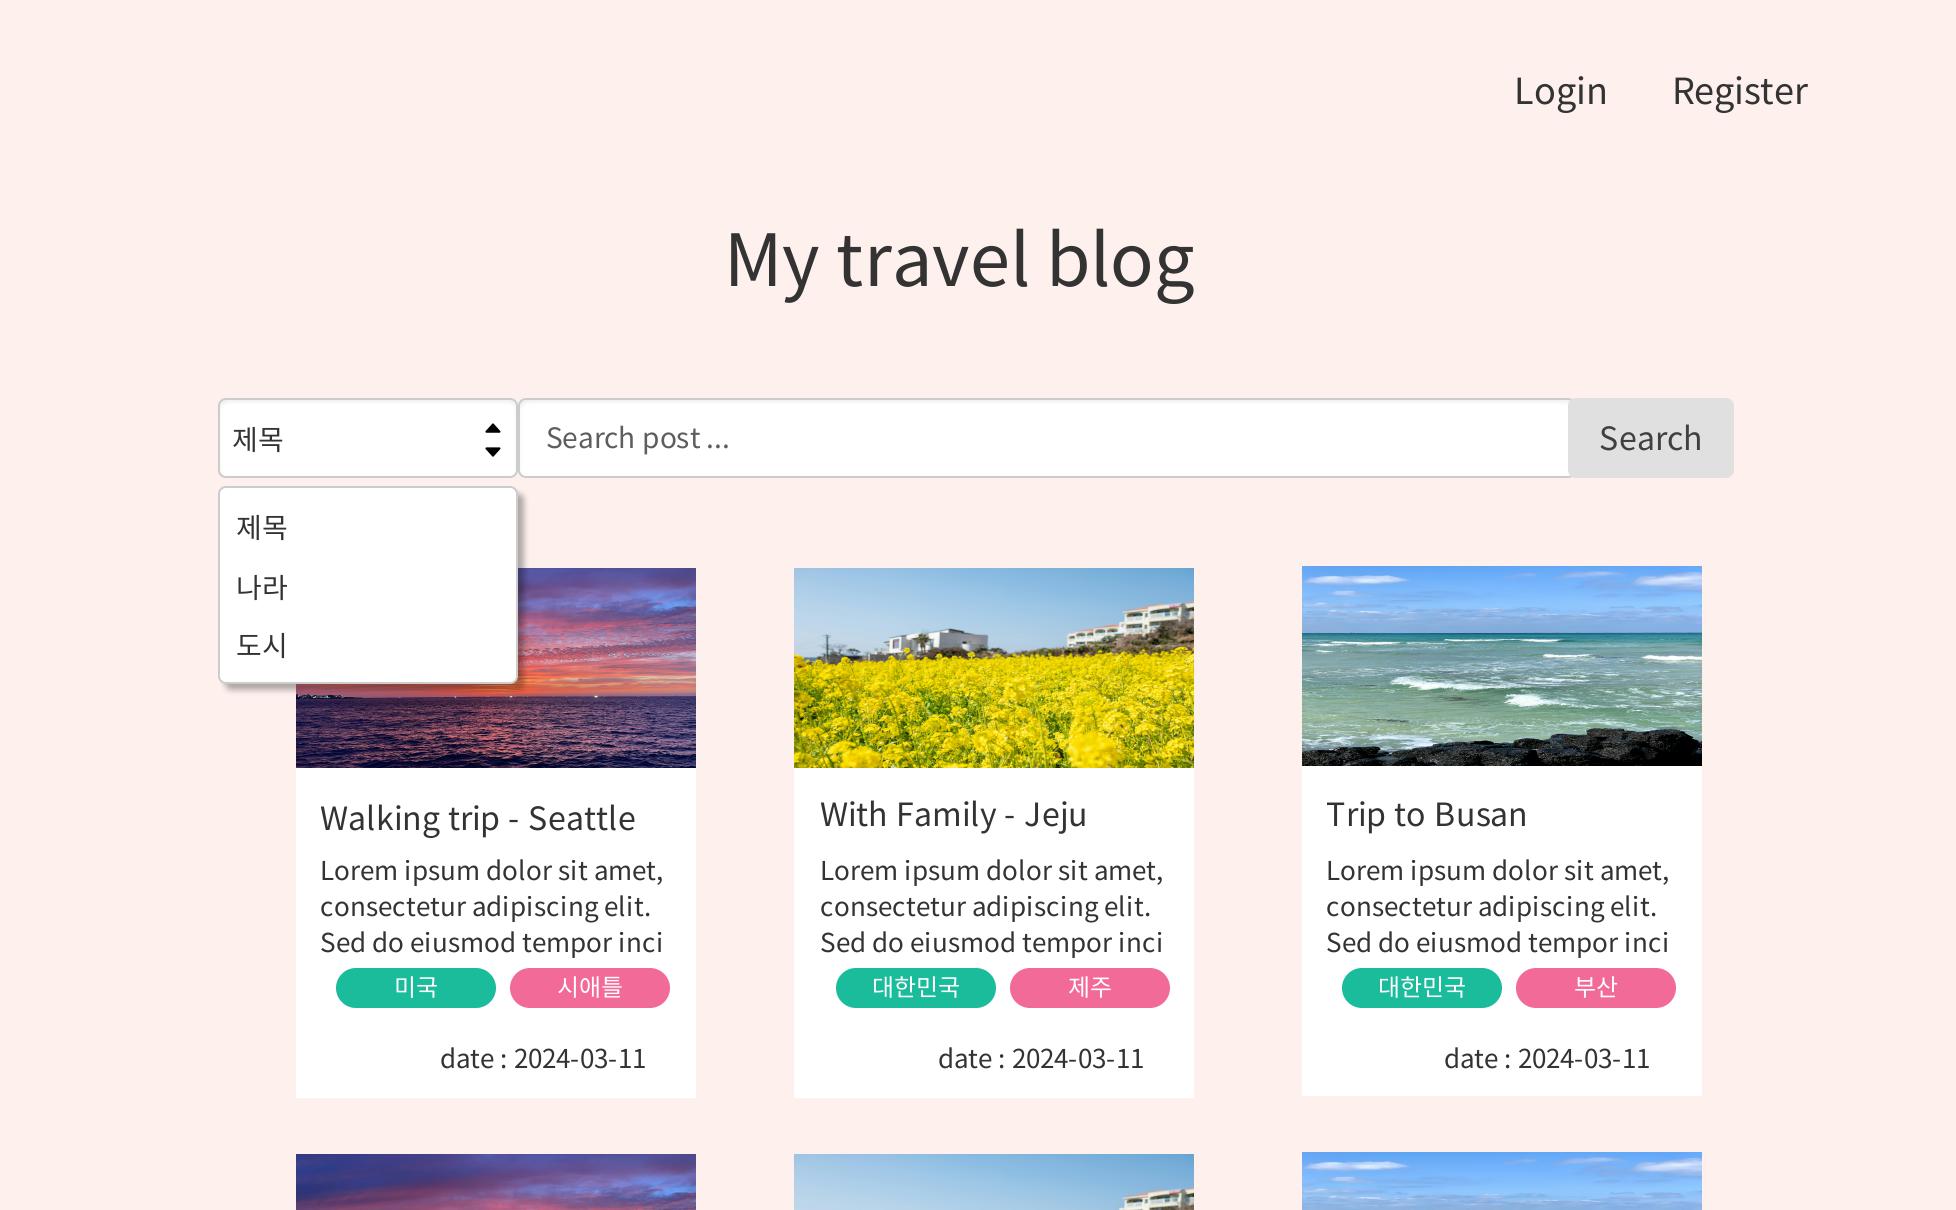 Login Register
My travel blog
제목 Search post ... Search
제목
나라
도시
Walking trip - Seattle
Lorem ipsum dolor sit amet,
consectetur adipiscing elit.
Sed do eiusmod tempor inci
미국 시애틀
date : 2024-03-11
With Family - Jeju
Lorem ipsum dolor sit amet,
consectetur adipiscing elit.
Sed do eiusmod tempor inci
대한민국 제주
date : 2024-03-11
Trip to Busan
Lorem ipsum dolor sit amet,
consectetur adipiscing elit.
Sed do eiusmod tempor inci
대한민국 부산
date : 2024-03-11